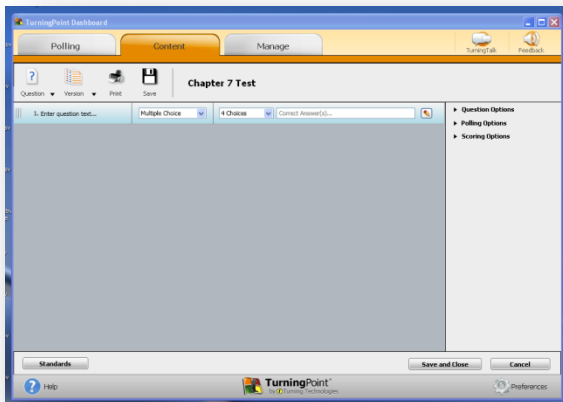 TurningPoint Dashboard
Polling
Content
Manage
TurningTalk
Feedback
Question
Version
Print
Save
Chapter 7 Test
1. Enter question text...
Multiple Choice
4 Choices
Correct Answer(s)...
Question Options
Polling Options
Scoring Options
Standards
Save and Close
Cancel
Help
TurningPoint
by Turning Technologies
Preferences